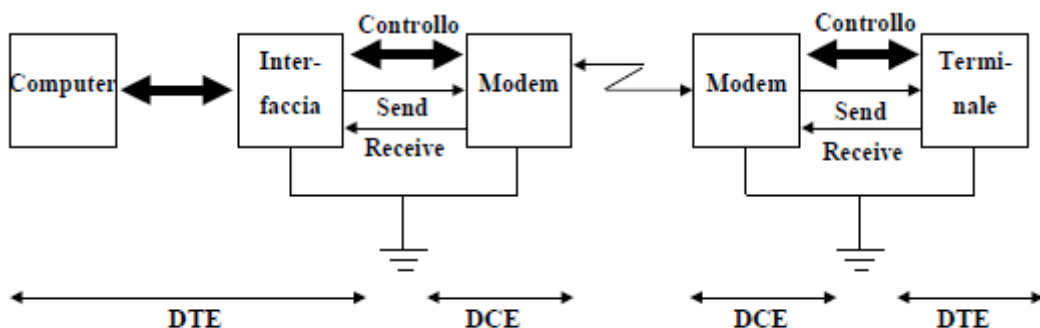 Controllo
Controllo
Computer
Inter-
faccia
Modem
Modem
Termi-
nale
Send
Receive
Send
Receive
DTE
DCE
DCE
DTE